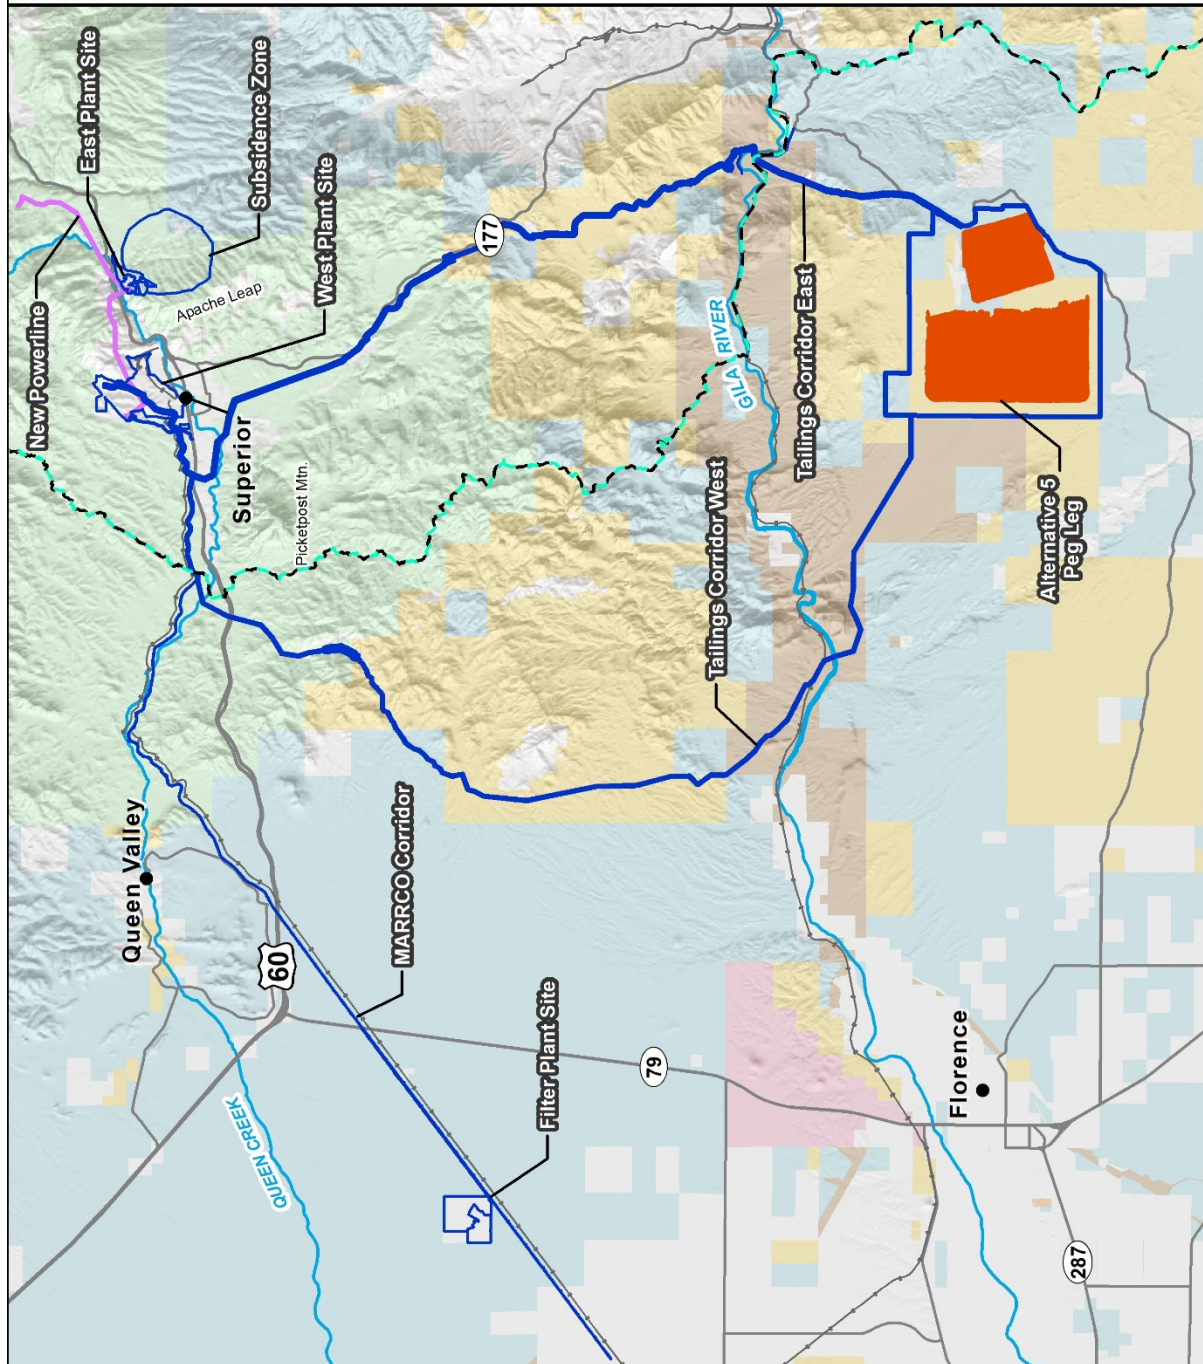 New Powerline
East Plant Site
Subsidence Zone
West Plant Site
Apache Leap
Superior
Picketpost Mtn.
177
Queen Valley
60
MARRCO Corridor
QUEEN CREEK
Filter Plant Site
79
GILA RIVER
Tailings Corridor East
Tailings Corridor West
Alternative 5
Peg Leg
Florence
287